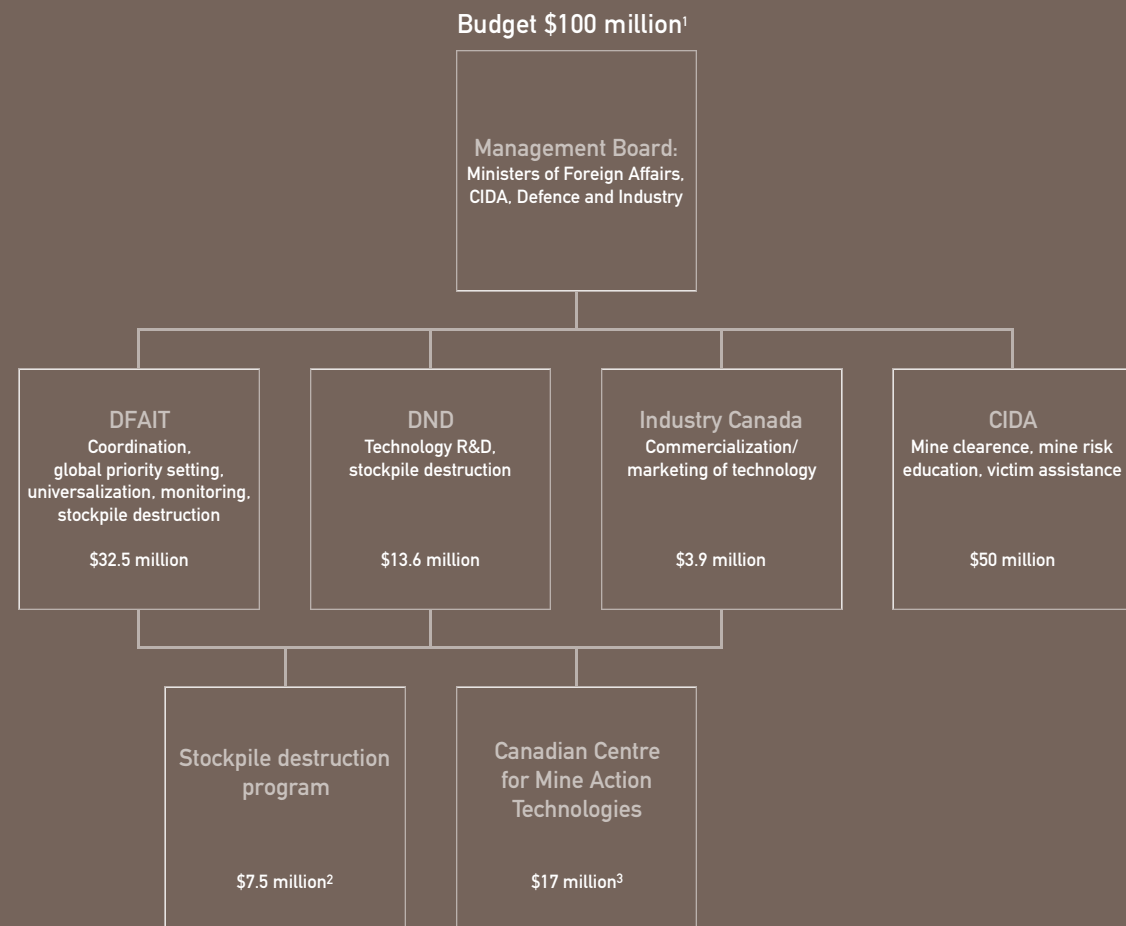 Budget $100 million¹
Management Board:
Ministers of Foreign Affairs,
CIDA, Defence and Industry
DFAIT
Coordination,
global priority setting,
universalization, monitoring,
stockpile destruction
$32.5 million
DND
Technology R&D,
stockpile destruction
$13.6 million
Industry Canada
Commercialization/
marketing of technology
$3.9 million
CIDA
Mine clearence, mine risk
education, victim assistance
$50 million
Stockpile destruction
program
$7.5 million²
Canadian Centre
for Mine Action
Technologies
$17 million³